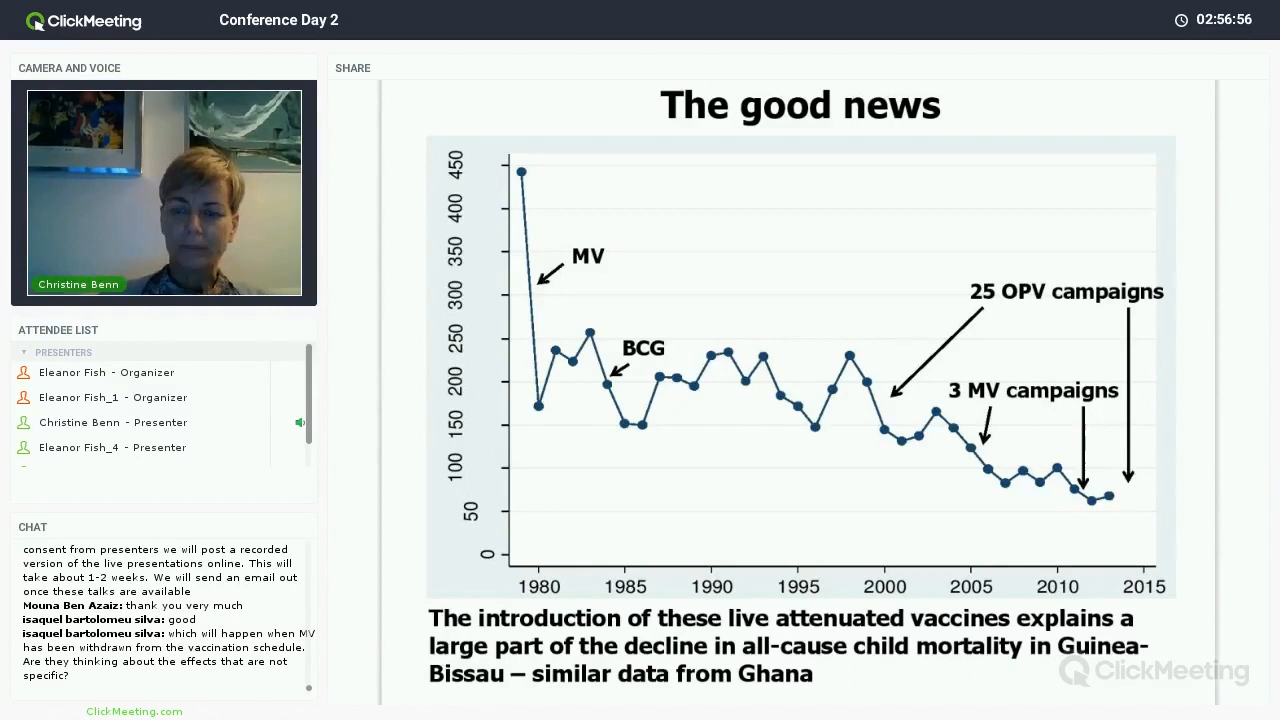 ClickMeeting
Conference Day 2
02:56:56
CAMERA AND VOICE
Christine Benn
ATTENDEE LIST
PRESENTERS
Eleanor Fish - Organizer
Eleanor Fish_1 - Organizer
Christine Benn - Presenter
Eleanor Fish_4 - Presenter
CHAT
consent from presenters we will post a recorded
version of the live presentations online. This will
take about 1-2 weeks. We will send an email out
once these talks are available
Mouna Ben Azaiz: thank you very much
isaquel bartolomeu silva: good
isaquel bartolomeu silva: which will happen when MV
has been withdrawn from the vaccination schedule.
Are they thinking about the effects that are not
specific?
ClickMeeting.com
SHARE
The good news
450
400
350
300
250
200
150
100
50
0
MV
BCG
25 OPV campaigns
3 MV campaigns
1980 1985 1990 1995 2000 2005 2010 2015
The introduction of these live attenuated vaccines explains a
large part of the decline in all-cause child mortality in Guinea-
Bissau – similar data from Ghana
ClickMeeting